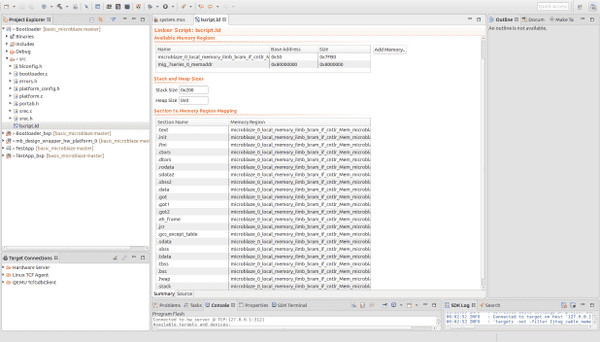 Quick Access
Project Explorer
Bootloader [basic_microblaze master]
Binaries
Includes
Debug
src
blconfig.h
bootloader.c
errors.h
platform_config.h
platform.c
portab.h
srec.c
srec.h
lscript.ld
Bootloader_bsp [basic_microblaze master]
mb_design_wrapper_hw_platform_0 [basic_microblaze master]
TestApp [basic_microblaze master]
TestApp_bsp [basic_microblaze master]
Target Connections
Hardware Server
Linux TCF Agent
QEMU TcfGdbClient
system.mss
lscript.ld
Linker Script: lscript.ld
Available Memory Regions
Name Base Address Size
microblaze_0_local_memory_ilmb_bram_if_cntlr_M 0x50 0x7FB0
mig_7series_0_memaddr 0x80000000 0x8000000
Add Memory..
Stack and Heap Sizes
Stack Size 0x200
Heap Size 0x0
Section to Memory Region Mapping
Section Name Memory Region
.text microblaze_0_local_memory_ilmb_bram_if_cntlr_Mem_microbl
.init microblaze_0_local_memory_ilmb_bram_if_cntlr_Mem_microbl
.fini microblaze_0_local_memory_ilmb_bram_if_cntlr_Mem_microbl
.ctors microblaze_0_local_memory_ilmb_bram_if_cntlr_Mem_microbl
.dtors microblaze_0_local_memory_ilmb_bram_if_cntlr_Mem_microbl
.rodata microblaze_0_local_memory_ilmb_bram_if_cntlr_Mem_microbl
.sdata2 microblaze_0_local_memory_ilmb_bram_if_cntlr_Mem_microbl
.sbss2 microblaze_0_local_memory_ilmb_bram_if_cntlr_Mem_microbl
.data microblaze_0_local_memory_ilmb_bram_if_cntlr_Mem_microbl
.got microblaze_0_local_memory_ilmb_bram_if_cntlr_Mem_microbl
.got1 microblaze_0_local_memory_ilmb_bram_if_cntlr_Mem_microbl
.got2 microblaze_0_local_memory_ilmb_bram_if_cntlr_Mem_microbl
.eh_frame microblaze_0_local_memory_ilmb_bram_if_cntlr_Mem_microbl
.jcr microblaze_0_local_memory_ilmb_bram_if_cntlr_Mem_microbl
.gcc_except_table microblaze_0_local_memory_ilmb_bram_if_cntlr_Mem_microbl
.sdata microblaze_0_local_memory_ilmb_bram_if_cntlr_Mem_microbl
.sbss microblaze_0_local_memory_ilmb_bram_if_cntlr_Mem_microbl
.tdata microblaze_0_local_memory_ilmb_bram_if_cntlr_Mem_microbl
.tbss microblaze_0_local_memory_ilmb_bram_if_cntlr_Mem_microbl
.bss microblaze_0_local_memory_ilmb_bram_if_cntlr_Mem_microbl
.heap microblaze_0_local_memory_ilmb_bram_if_cntlr_Mem_microbl
.stack microblaze_0_local_memory_ilmb_bram_if_cntlr_Mem_microbl
Summary Source
Problems Tasks Console Properties SDK Terminal
Program Flash
Connected to hw_server @ TCP:127.0.0.1:3121
Available targets and devices:
SDK Log Search
INFO : Connected to target on host '127.0.0.1
09:02:52 INFO : 'targets -set -filter {jtag_cable_name
Outline Docum Make Ta
An outline is not available.